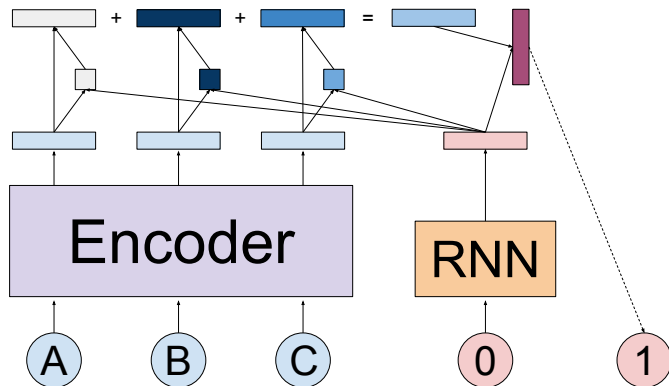 + + =
Encoder
RNN
A B C 0 1